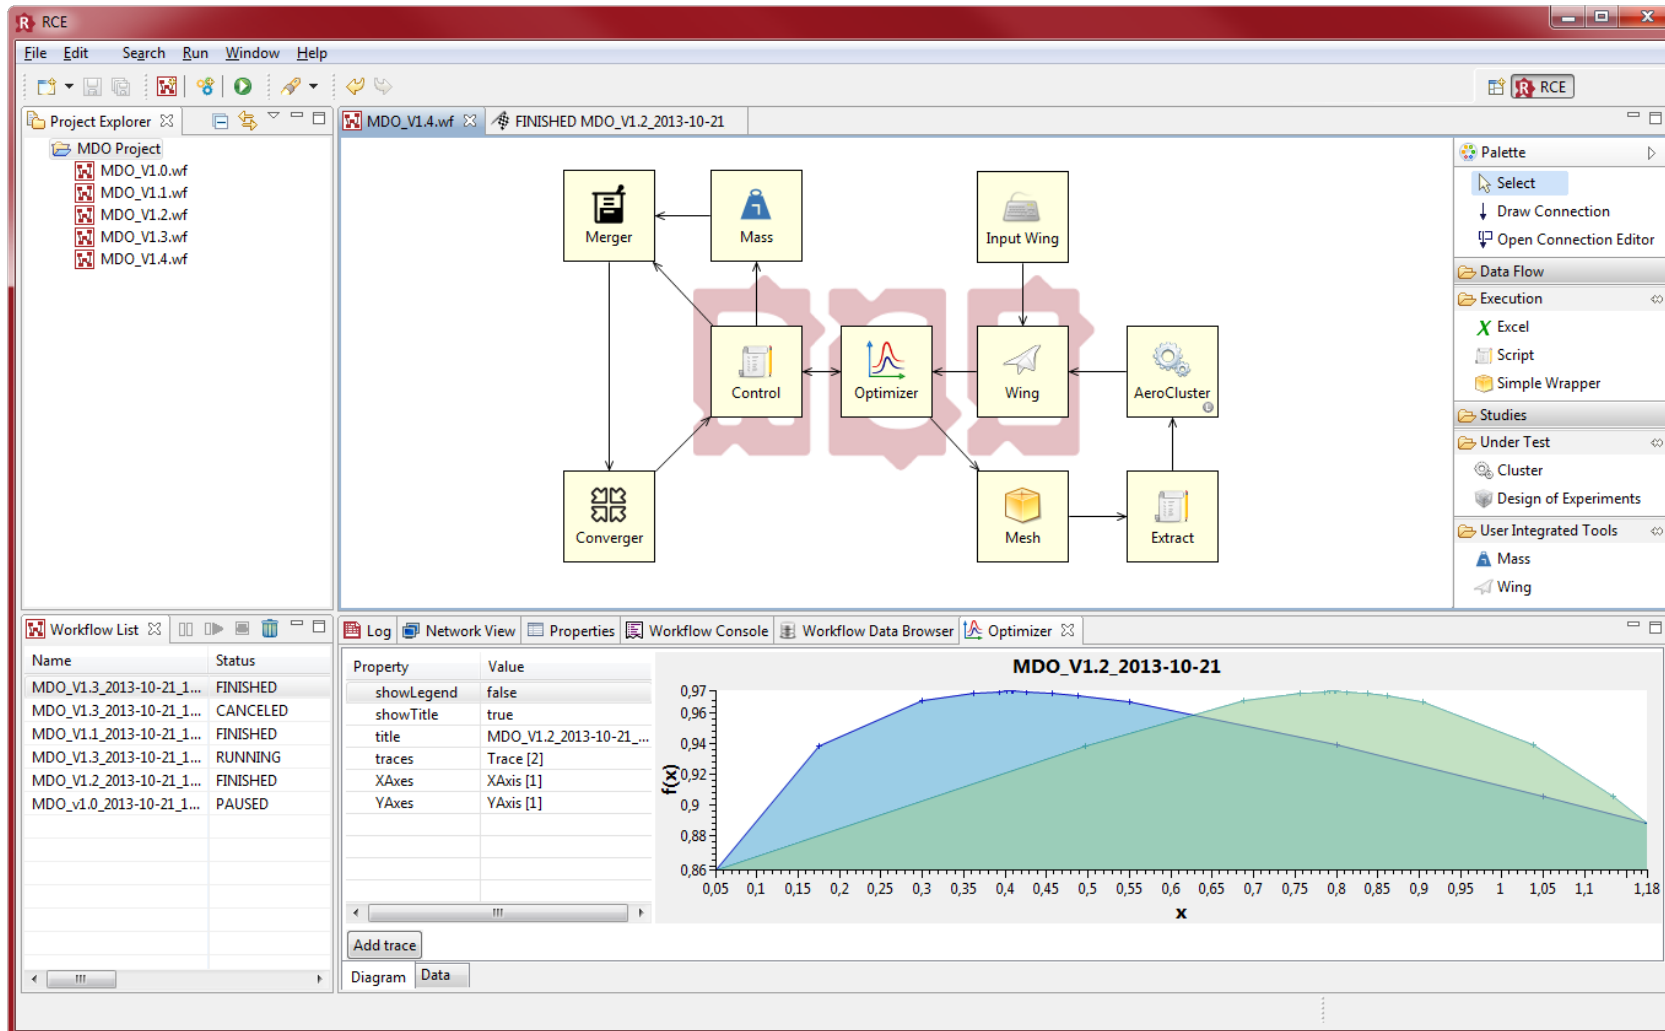 RCE
File Edit Search Run Window Help
RCE
Project Explorer
MDO Project
MDO_V1.0.wf
MDO_V1.1.wf
MDO_V1.2.wf
MDO_V1.3.wf
MDO_V1.4.wf
MDO_V1.4.wf FINISHED MDO_V1.2_2013-10-21
Merger Mass Input Wing
Control Optimizer Wing AeroCluster
Converger Mesh Extract
Palette
Select
Draw Connection
Open Connection Editor
Data Flow
Execution
Excel
Script
Simple Wrapper
Studies
Under Test
Cluster
Design of Experiments
User Integrated Tools
Mass
Wing
Workflow List
Name Status
MDO_V1.3_2013-10-21_1... FINISHED
MDO_V1.3_2013-10-21_1... CANCELED
MDO_V1.1_2013-10-21_1... FINISHED
MDO_V1.3_2013-10-21_1... RUNNING
MDO_V1.2_2013-10-21_1... FINISHED
MDO_v1.0_2013-10-21_1... PAUSED
Log Network View Properties Workflow Console Workflow Data Browser Optimizer
Property Value
showLegend false
showTitle true
title MDO_V1.2_2013-10-21_...
traces Trace [2]
XAxes XAxis [1]
YAxes YAxis [1]
Add trace
Diagram Data
MDO_V1.2_2013-10-21
f(x)
0,97
0,96
0,94
0,92
0,9
0,88
0,86
0,05 0,1 0,15 0,2 0,25 0,3 0,35 0,4 0,45 0,5 0,55 0,6 0,65 0,7 0,75 0,8 0,85 0,9 0,95 1 1,05 1,1 1,18
x